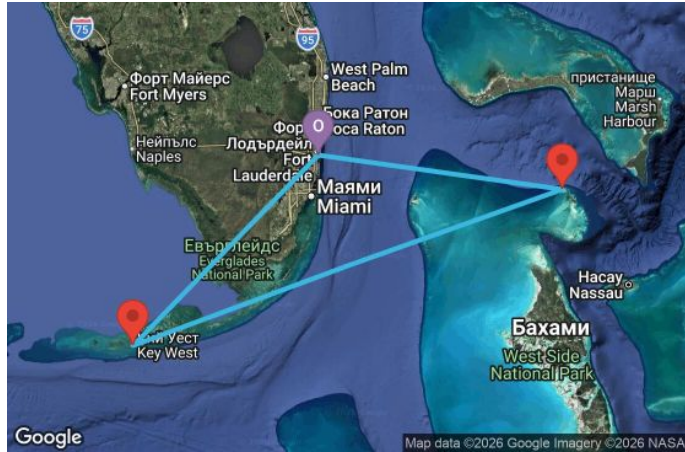 75
95
West Palm
Beach
Форт Майерс
Fort Myers
пристанище
Марш
Marsh
Harbour
Бока Ратон
Boca Raton
O
Лодърдейл
Fort
Lauderdale
Нейпълс
Naples
Маями
Miami
Евърглейдс
Everglades
National Park
Насау
Nassau
Уест
Key West
Бахами
West Side
National Park
Google
Map data ©2026 Google Imagery ©2026 NASA